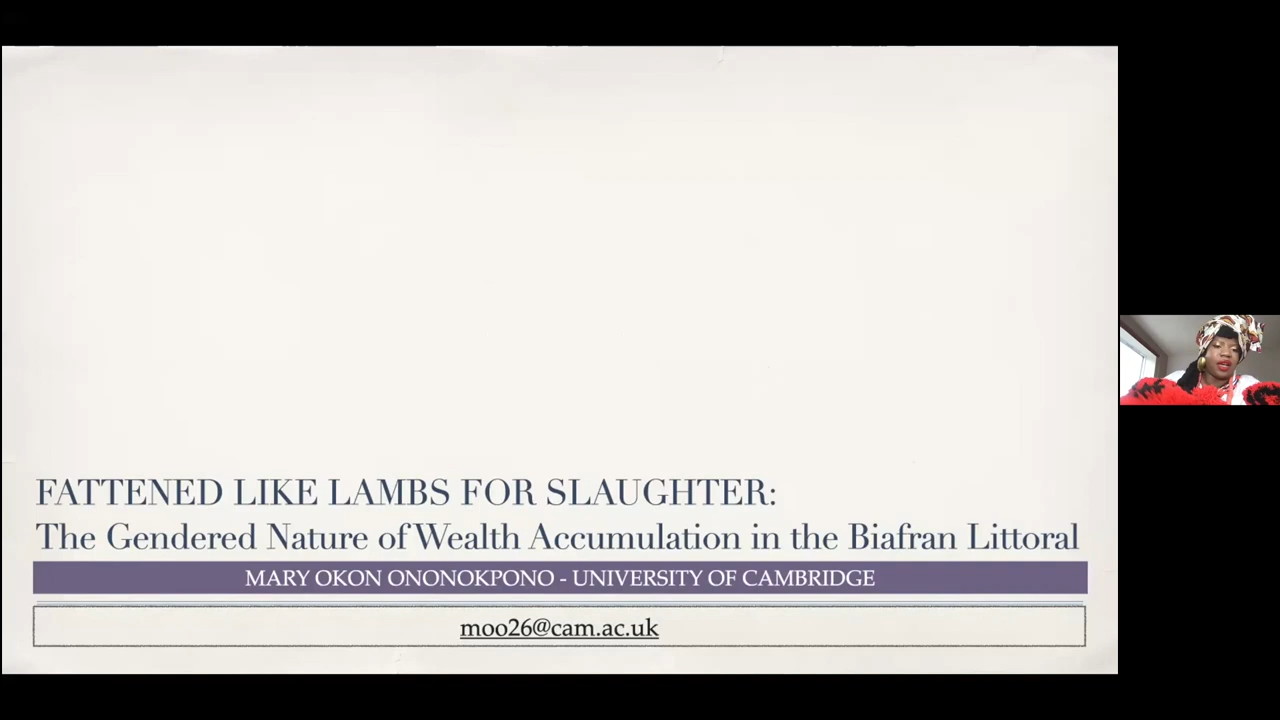 FATTENED LIKE LAMBS FOR SLAUGHTER:
The Gendered Nature of Wealth Accumulation in the Biafran Littoral
MARY OKON ONONOKPONO - UNIVERSITY OF CAMBRIDGE
moo26@cam.ac.uk